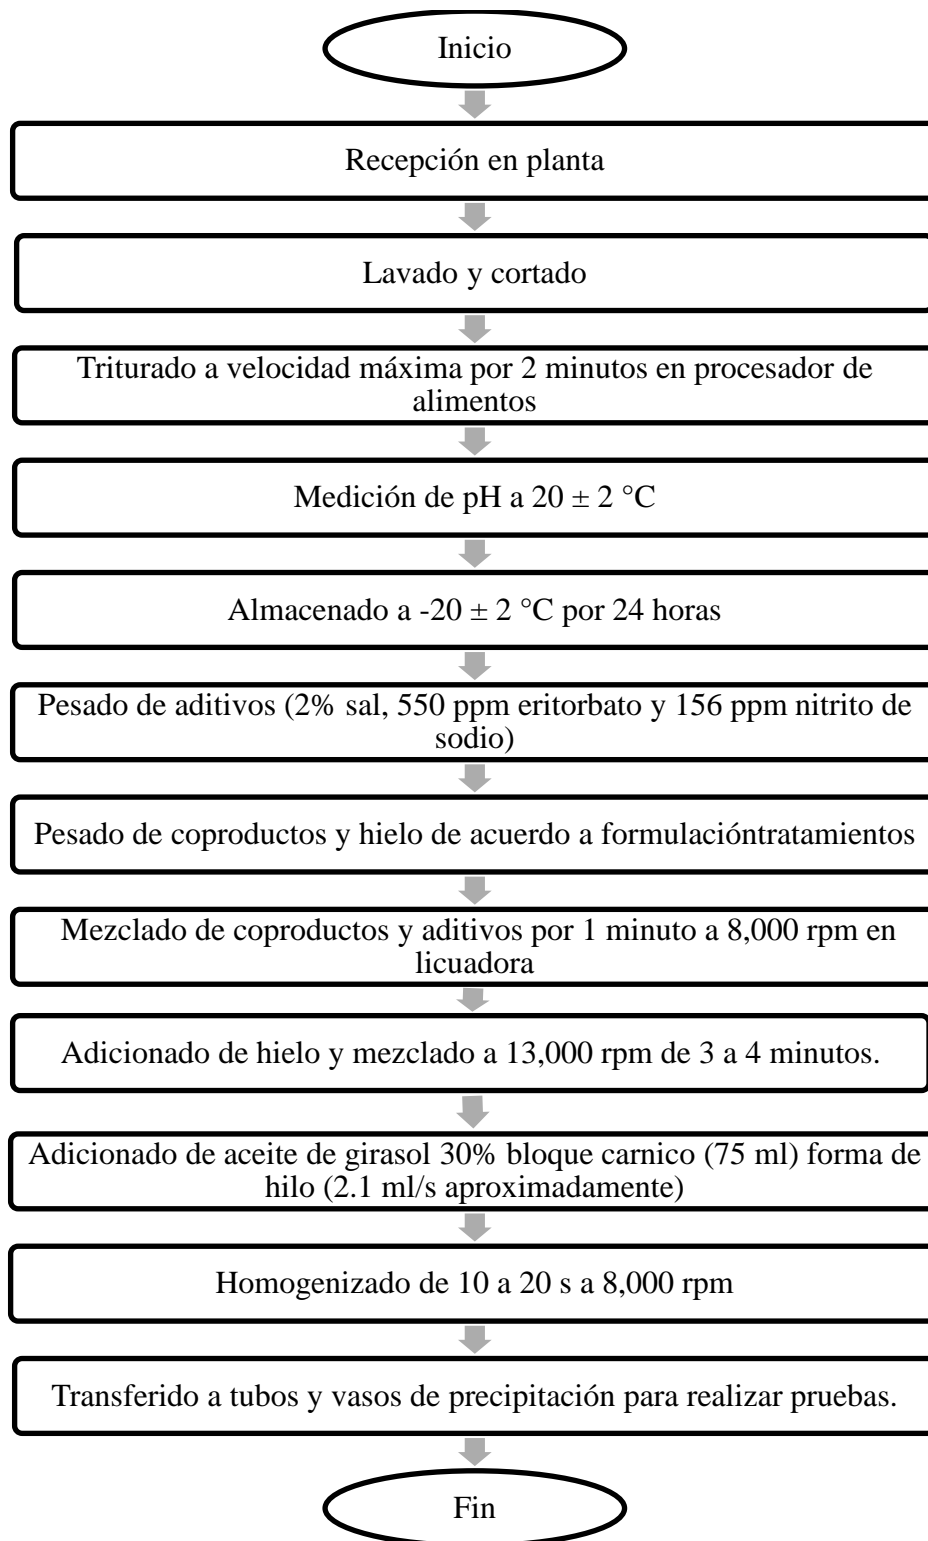 Inicio
Recepción en planta
Lavado y cortado
Triturado a velocidad máxima por 2 minutos en procesador de
alimentos
Medición de pH a 20 ± 2 °C
Almacenado a -20 ± 2 °C por 24 horas
Pesado de aditivos (2% sal, 550 ppm eritorbato y 156 ppm nitrito de
sodio)
Pesado de coproductos y hielo de acuerdo a formulacióntratamientos
Mezclado de coproductos y aditivos por 1 minuto a 8,000 rpm en
licuadora
Adicionado de hielo y mezclado a 13,000 rpm de 3 a 4 minutos.
Adicionado de aceite de girasol 30% bloque carnico (75 ml) forma de
hilo (2.1 ml/s aproximadamente)
Homogenizado de 10 a 20 s a 8,000 rpm
Transferido a tubos y vasos de precipitación para realizar pruebas.
Fin